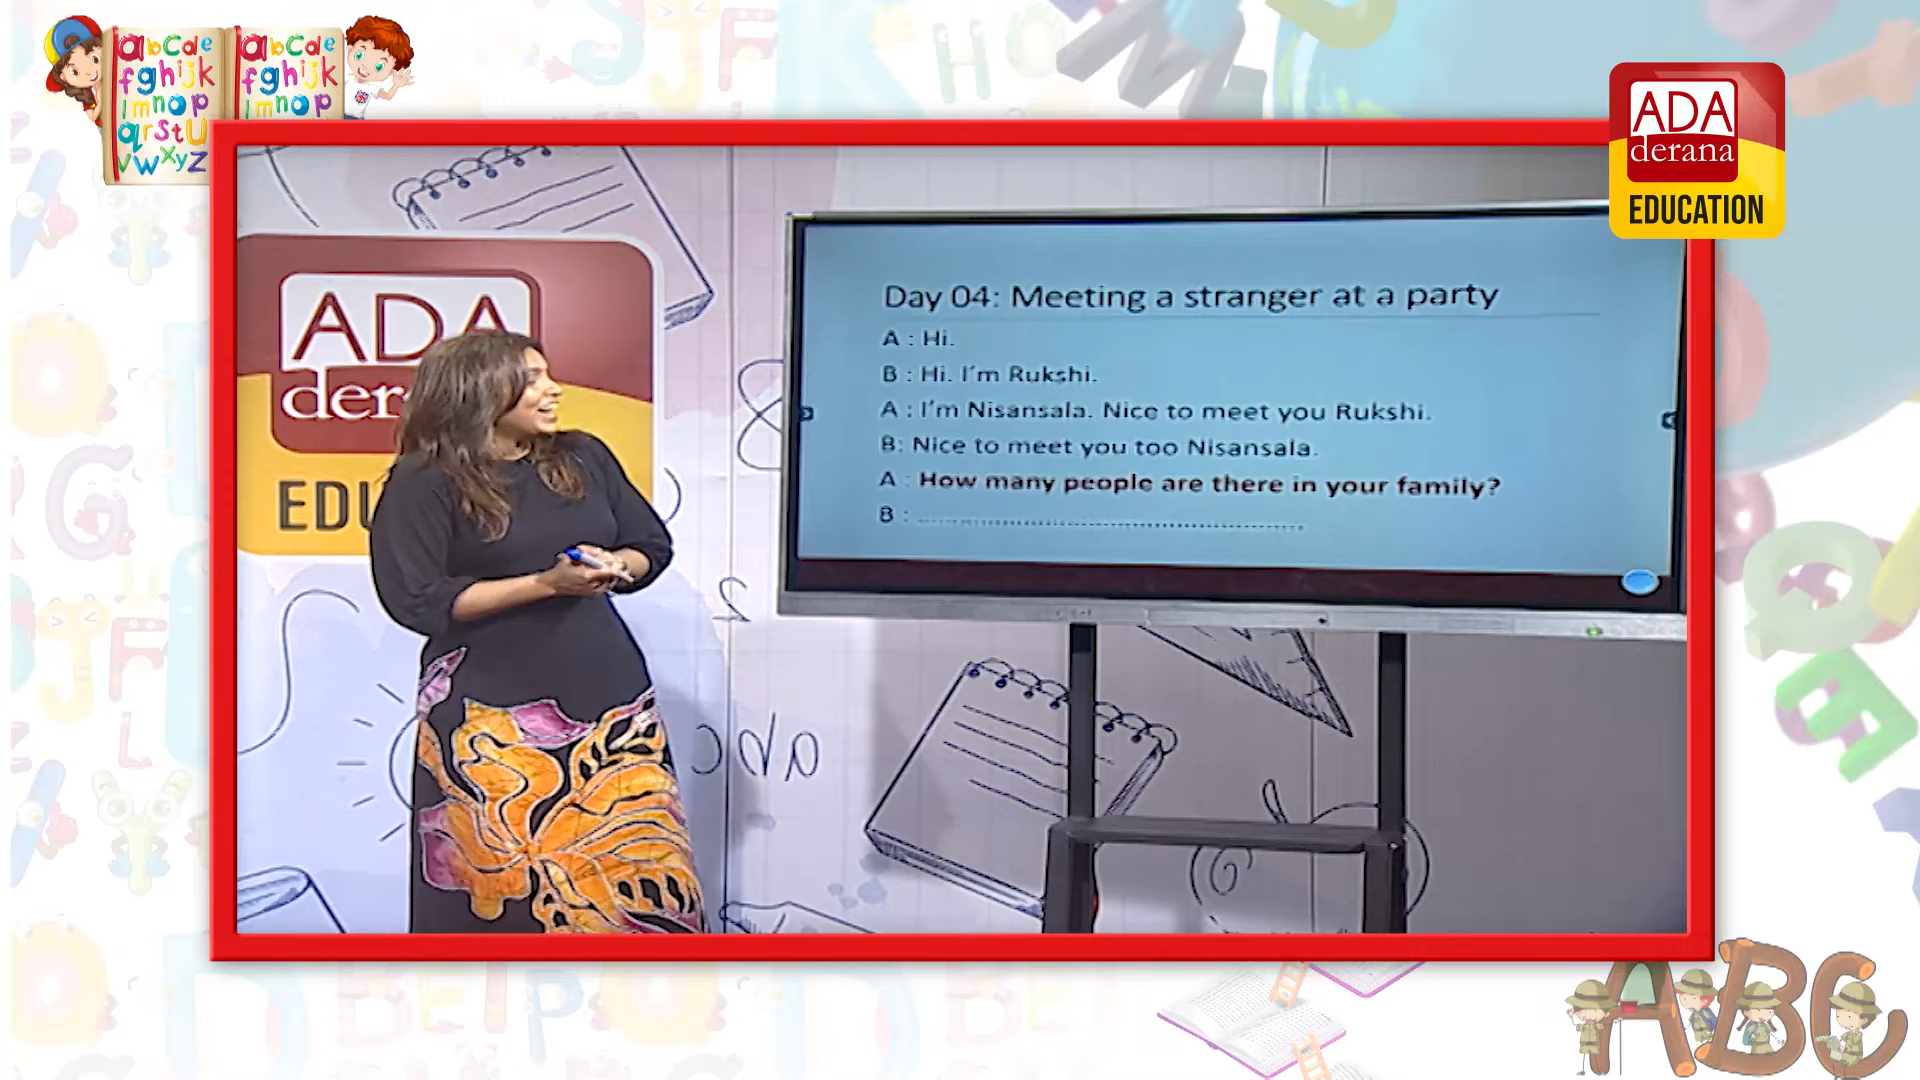 abCde abCde
fghijk fghijk
lmnop lmnop
qrstU
vwxyz
ADA
derana
EDUCATION
ADA
der
EDU
Day 04: Meeting a stranger at a party
A : Hi.
B : Hi. I'm Rukshi.
A : I'm Nisansala. Nice to meet you Rukshi.
B: Nice to meet you too Nisansala.
A : How many people are there in your family?
B : ............................................................
abc
2
ABC